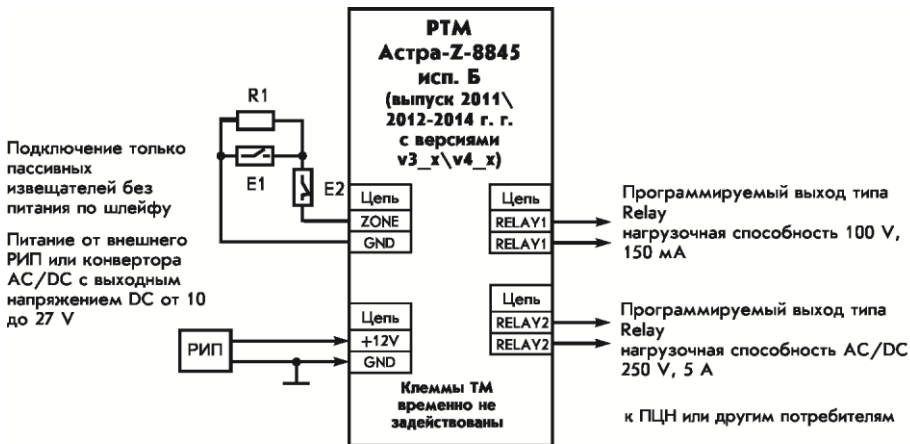 РТМ
Астра-Z-8845
исп. Б
(выпуск 2011\
2012-2014 г. г.
с версиями
v3_x\v4_x)
R1
E1
E2
Подключение только
пассивных
извещателей без
питания по шлейфу
Питание от внешнего
РИП или конвертора
AC/DC с выходным
напряжением DC от 10
до 27 V
РИП
Цепь
ZONE
GND
Цепь
+12V
GND
Цепь
RELAY1
RELAY1
Цепь
RELAY2
RELAY2
Клеммы ТМ
временно не
задействованы
Программируемый выход типа
Relay
нагрузочная способность 100 V,
150 мА
Программируемый выход типа
Relay
нагрузочная способность AC/DC
250 V, 5 А
к ПЦН или другим потребителям